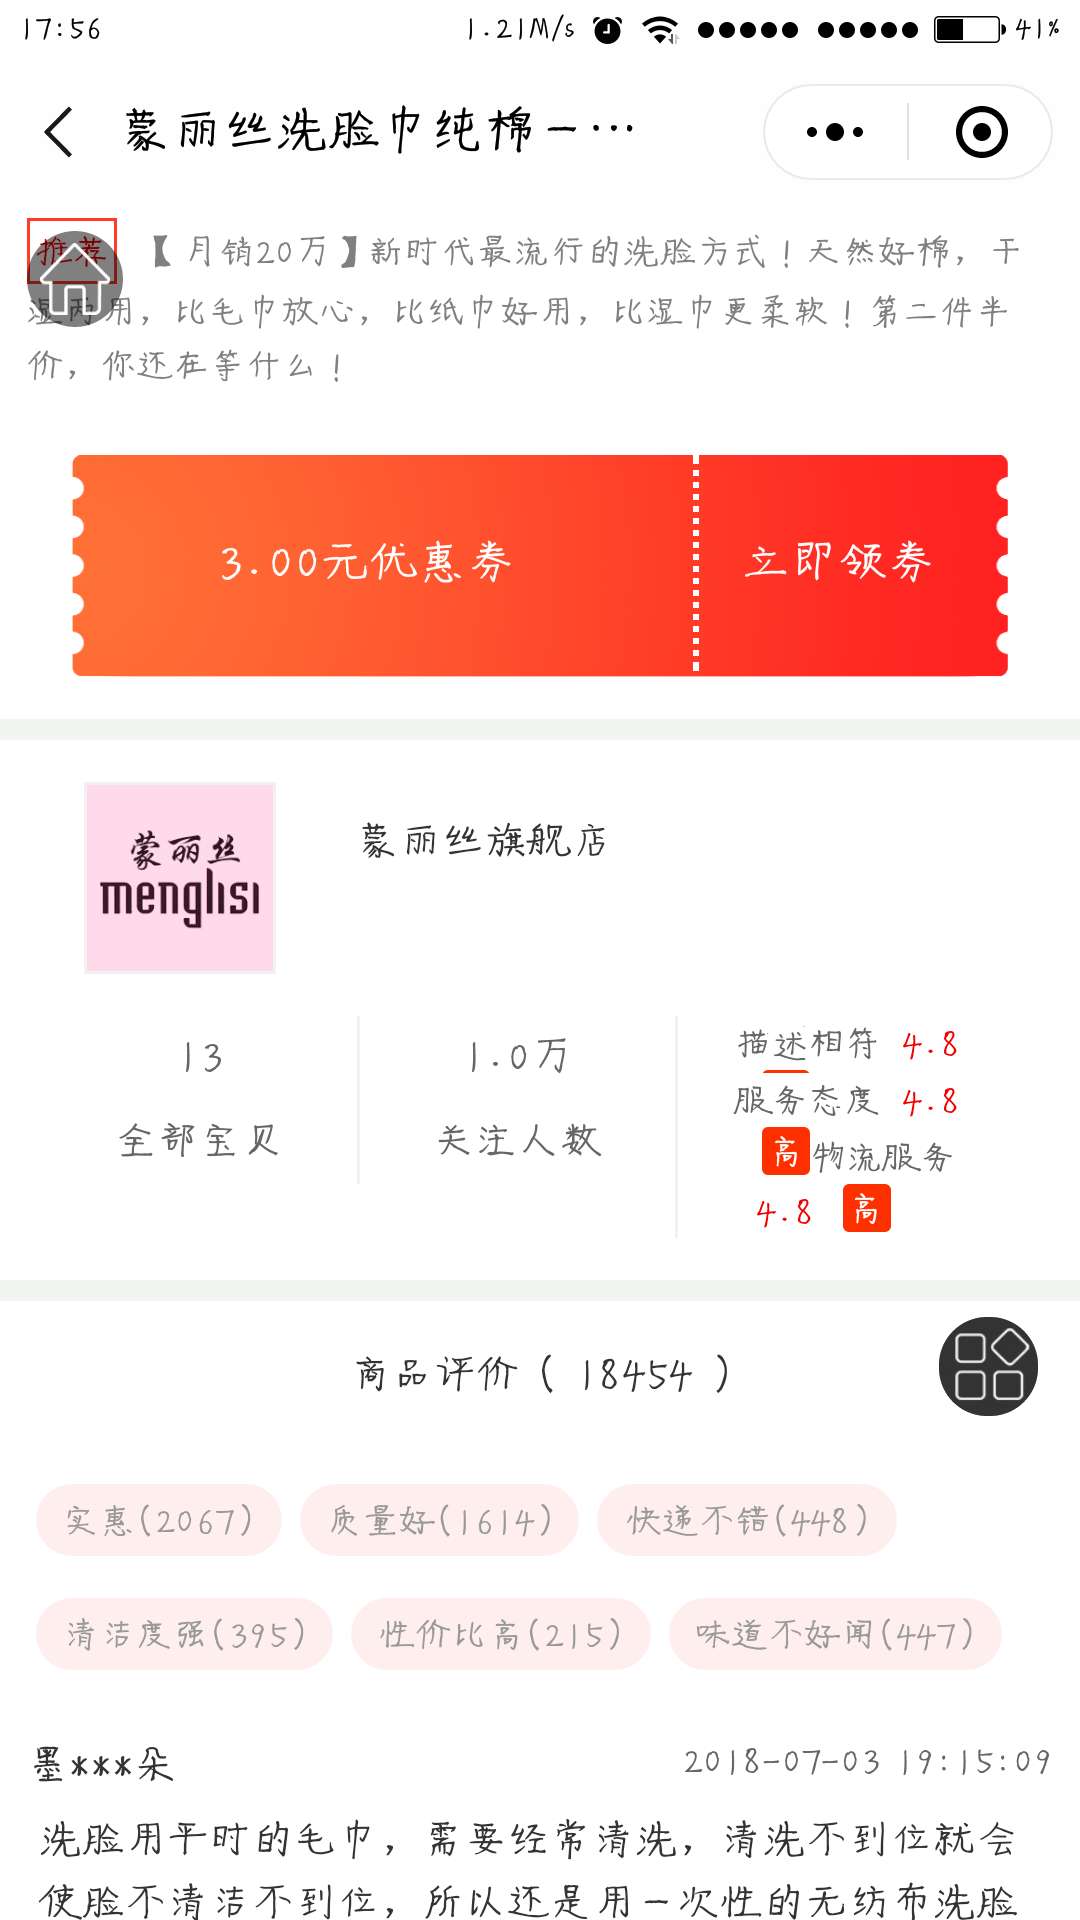 17:56 1.21M/s 41%
蒙丽丝洗脸巾纯棉一…
推荐 【月销20万】新时代最流行的洗脸方式！天然好棉，干
湿两用，比毛巾放心，比纸巾好用，比湿巾更柔软！第二件半
价，你还在等什么！
3.00元优惠券 立即领券
蒙丽丝
menglisi
蒙丽丝旗舰店
13
全部宝贝
1.0万
关注人数
描述相符 4.8
服务态度 4.8
高 物流服务
4.8 高
商品评价（18454）
实惠(2067) 质量好(1614) 快递不错(448)
清洁度强(395) 性价比高(215) 味道不好闻(447)
墨***朵 2018-07-03 19:15:09
洗脸用平时的毛巾，需要经常清洗，清洗不到位就会
使脸不清洁不到位，所以还是用一次性的无纺布洗脸